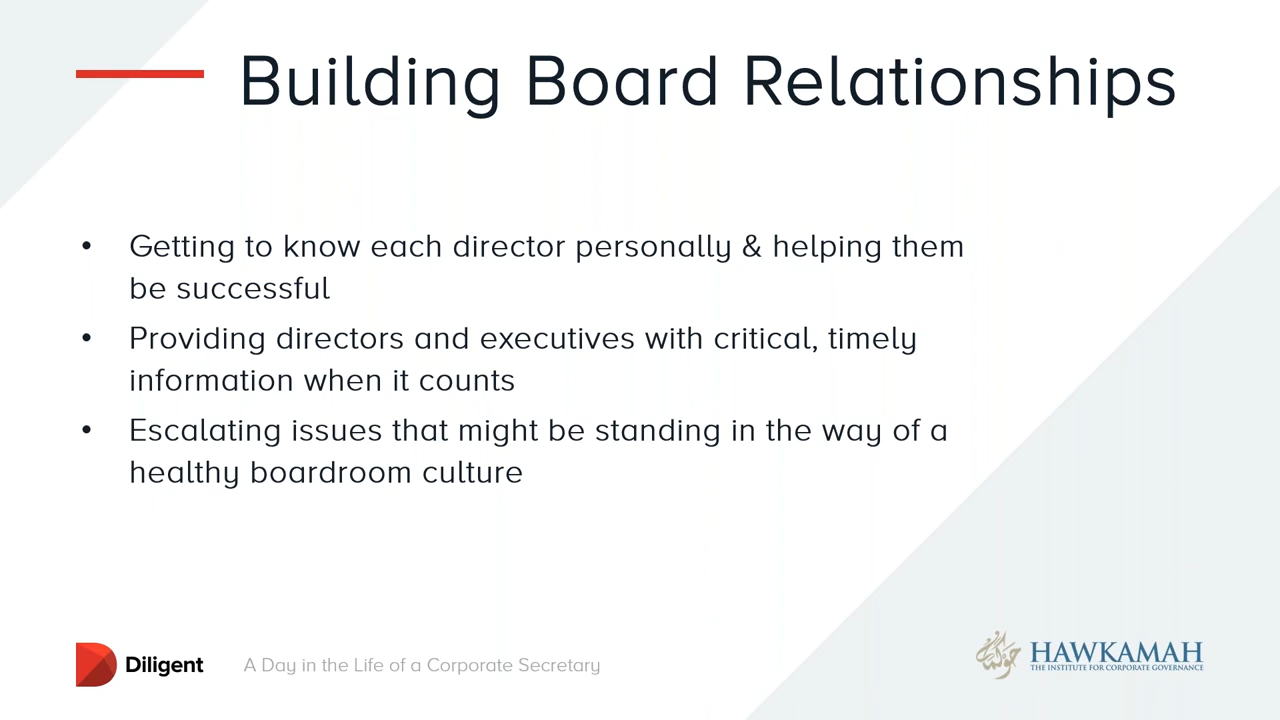 Building Board Relationships
• Getting to know each director personally & helping them
be successful
• Providing directors and executives with critical, timely
information when it counts
• Escalating issues that might be standing in the way of a
healthy boardroom culture
Diligent
A Day in the Life of a Corporate Secretary
HAWKAMAH
THE INSTITUTE FOR CORPORATE GOVERNANCE